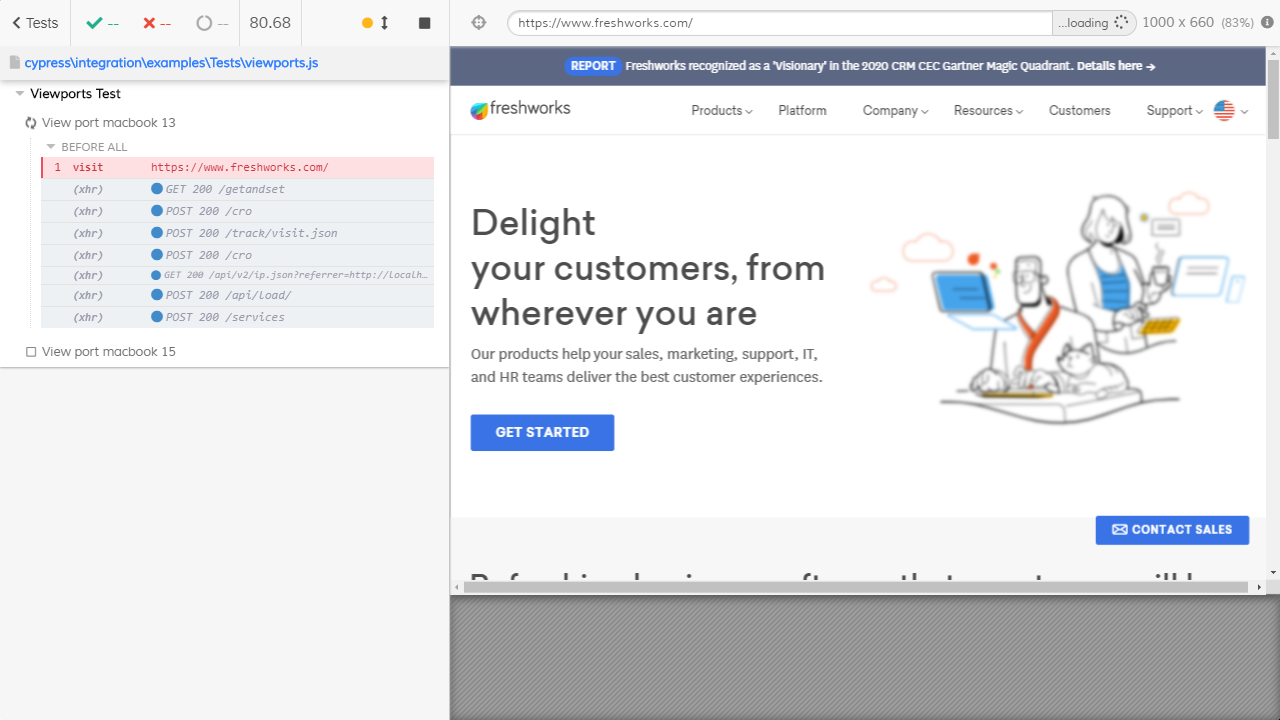 Tests
--
--
--
80.68
cypress\integration\examples\Tests\viewports.js
Viewports Test
View port macbook 13
BEFORE ALL
1 visit https://www.freshworks.com/
(xhr) GET 200 /getandset
(xhr) POST 200 /cro
(xhr) POST 200 /track/visit.json
(xhr) POST 200 /cro
(xhr) GET 200 /api/v2/ip.json?referrer=http://localh…
(xhr) POST 200 /api/load/
(xhr) POST 200 /services
View port macbook 15
https://www.freshworks.com/
...loading
1000 x 660 (83%)
REPORT Freshworks recognized as a 'Visionary' in the 2020 CRM CEC Gartner Magic Quadrant. Details here →
freshworks
Products
Platform
Company
Resources
Customers
Support
Delight
your customers, from
wherever you are
Our products help your sales, marketing, support, IT,
and HR teams deliver the best customer experiences.
GET STARTED
CONTACT SALES